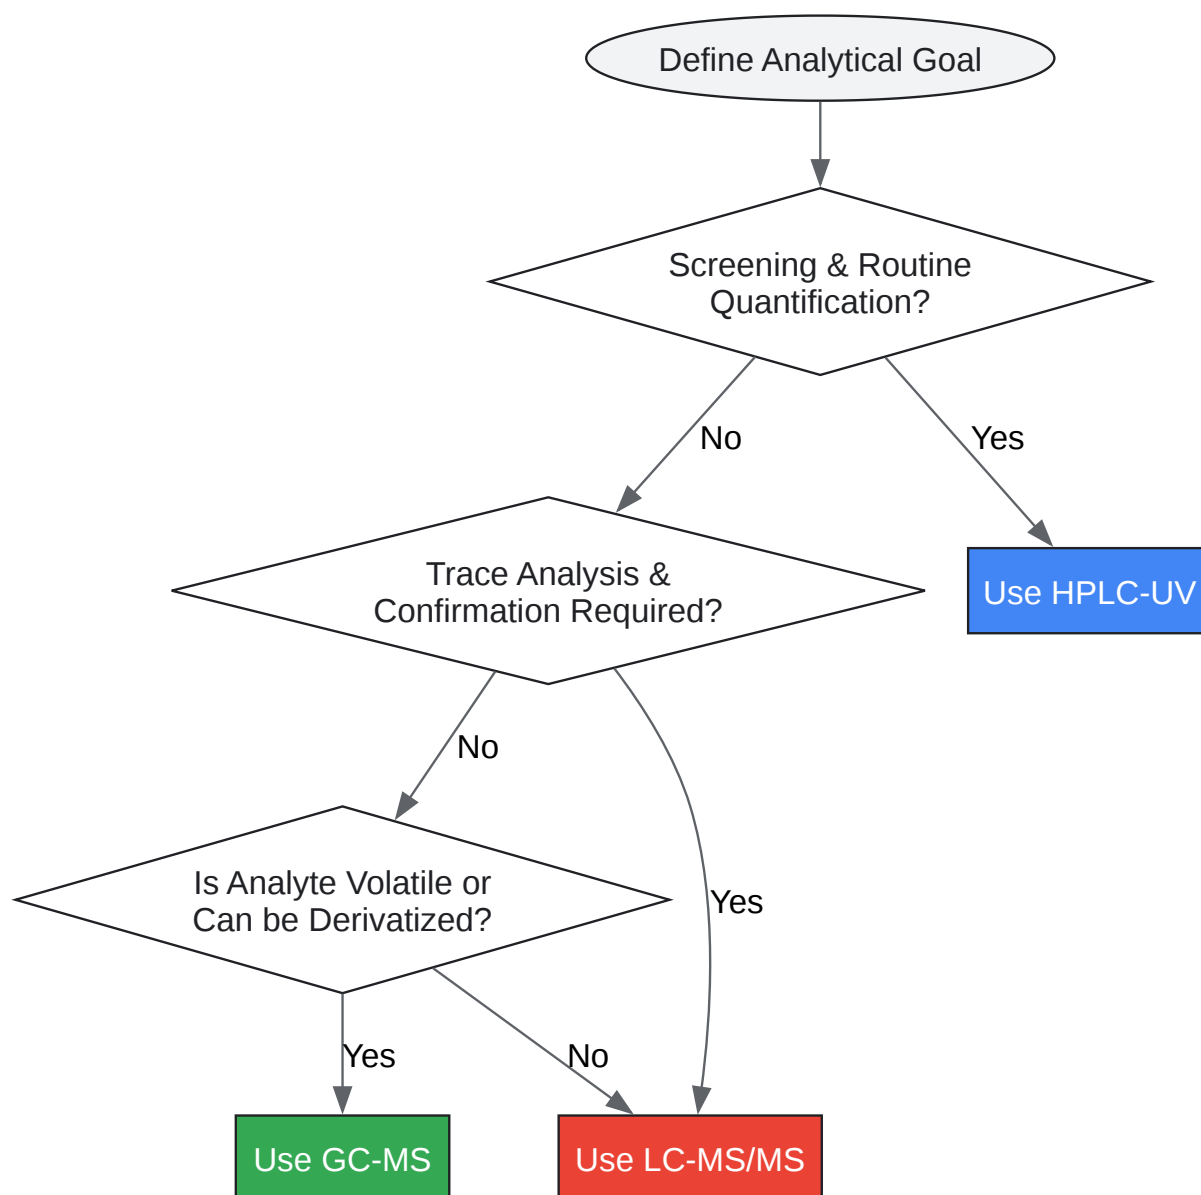 Define Analytical Goal
Screening & Routine
Quantification?
No
Yes
Trace Analysis &
Confirmation Required?
Use HPLC-UV
No
Is Analyte Volatile or
Can be Derivatized?
Yes
Yes
No
Use GC-MS
Use LC-MS/MS